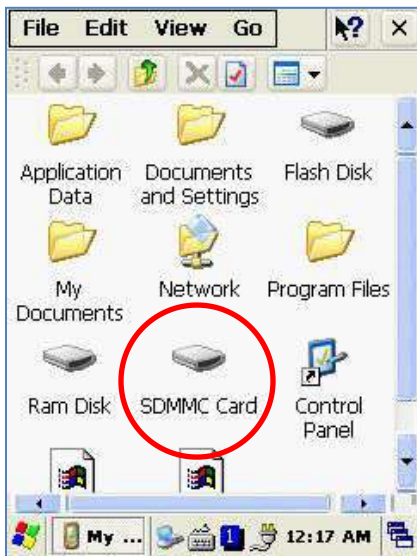 File Edit View Go ?
Application Data
Documents and Settings
Flash Disk
My Documents
Network
Program Files
Ram Disk
SDMMC Card
Control Panel
My ... 1 12:17 AM